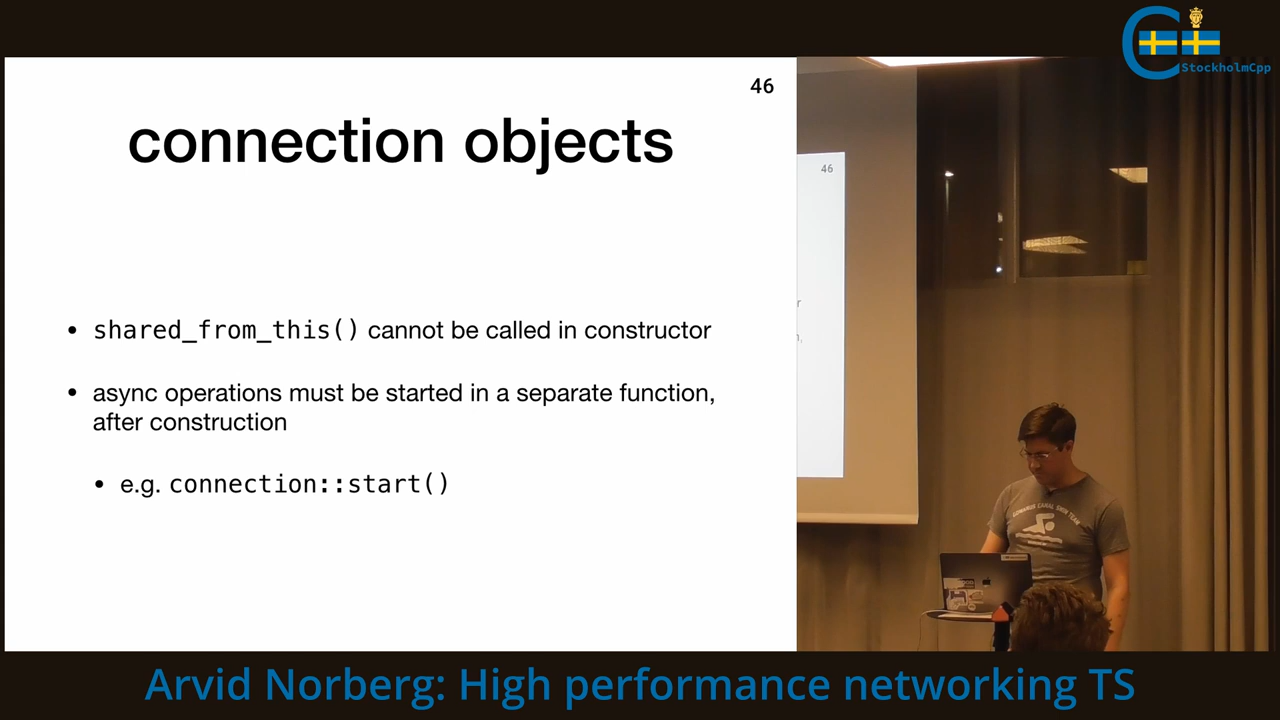 StockholmCpp
46
connection objects
46
• shared_from_this() cannot be called in constructor
• async operations must be started in a separate function,
after construction
• e.g. connection::start()
Arvid Norberg: High performance networking TS